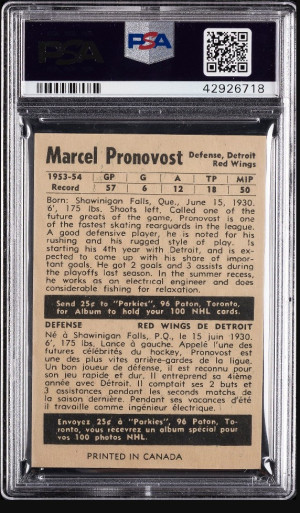 PSA
42926718
Marcel Pronovost Defense, Detroit
Red Wings
1953-54 GP G A TP MIP
Record 57 6 12 18 50
Born: Shawinigan Falls, Que., June 15, 1930.
6', 175 lbs. Shoots left. Called one of the
future greats of the game, Pronovost is one
of the fastest skating rearguards in the league.
A good defensive player, he is noted for his
rushing and his rugged style of play. Is
starting his 4th year with Detroit, and is ex-
pected to come up with his share of impor-
tant goals. He got 2 goals and 3 assists during
the playoffs last season. In the summer recess,
he works as an electrical engineer and does
considerable fishing for relaxation.
Send 25¢ to "Parkies", 96 Paton, Toronto,
for Album to hold your 100 NHL cards.
DEFENSE RED WINGS DE DETROIT
Né à Shawinigan Falls, P.Q., le 15 juin 1930.
6', 175 lbs. Lance à gauche. Appelé l'une des
futures célébrités du hockey, Pronovost est
un des plus vites arrière-gardes de la ligue.
Un bon joueur de défense, il est reconnu pour
son jeu rapide et dur. Il entreprend sa 4ème
année avec Détroit. Il compta ses 2 buts et
3 assistances pendant les seconds matchs de
la saison dernière. Pendant ses vacances d'été
il travaille comme ingénieur électrique.
Envoyez 25¢ à "Parkies", 96 Paton, To-
ronto, vous recevrez un album spécial pour
vos 100 photos NHL.
PRINTED IN CANADA